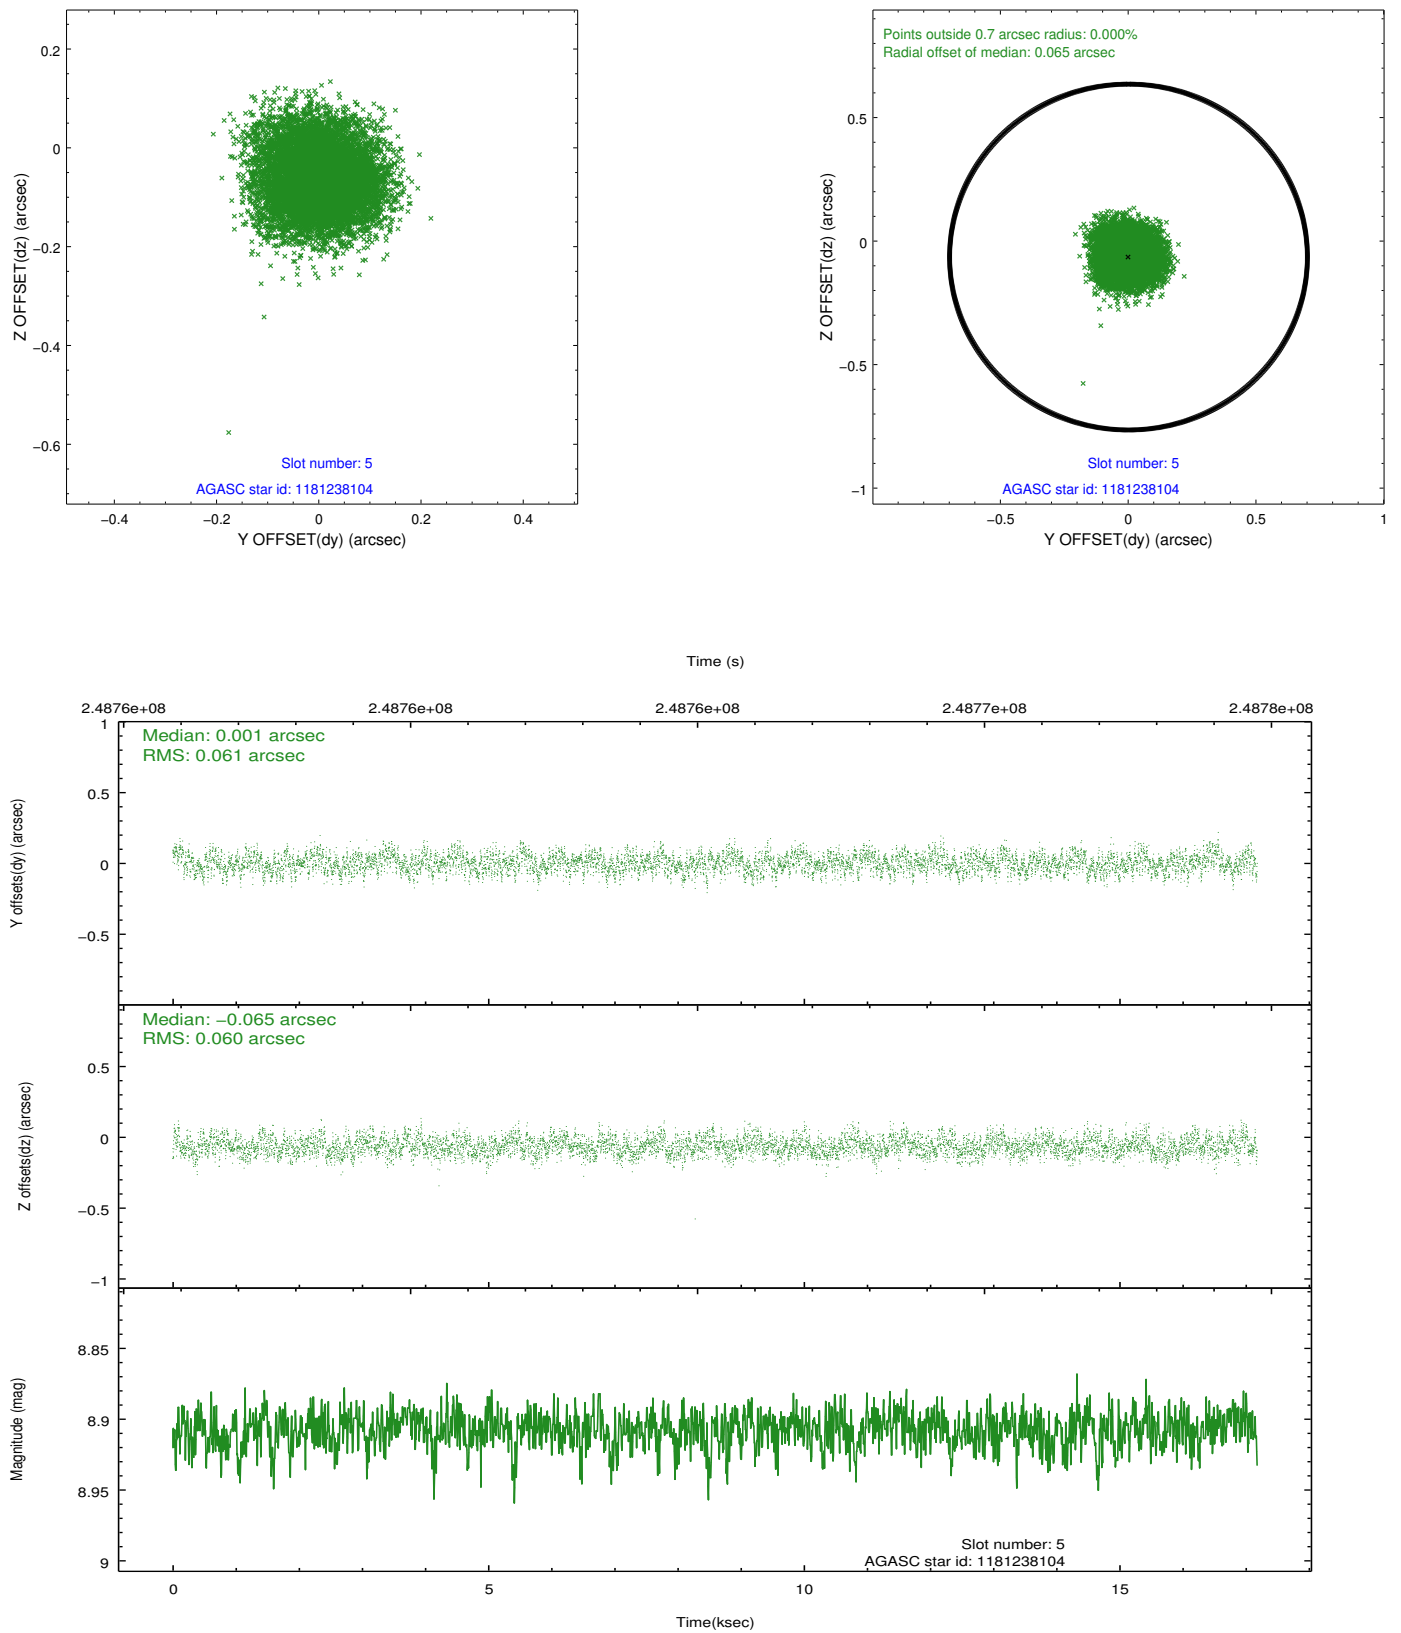 Points outside 0.7 arcsec radius: 0.000%
Radial offset of median: 0.065 arcsec
0.2
0
−0.2
−0.4
−0.6
Z OFFSET(dz) (arcsec)
Slot number: 5
AGASC star id: 1181238104
−0.4 −0.2 0 0.2 0.4
Y OFFSET(dy) (arcsec)
0.5
0
−0.5
−1
Z OFFSET(dz) (arcsec)
Slot number: 5
AGASC star id: 1181238104
−0.5 0 0.5 1
Y OFFSET(dy) (arcsec)
Time (s)
2.4876e+08 2.4876e+08 2.4876e+08 2.4877e+08 2.4878e+08
Median: 0.001 arcsec
RMS: 0.061 arcsec
1
0.5
0
−0.5
Y offsets(dy) (arcsec)
Median: −0.065 arcsec
RMS: 0.060 arcsec
0.5
0
−0.5
−1
Z offsets(dz) (arcsec)
8.85
8.9
8.95
9
Magnitude (mag)
Slot number: 5
AGASC star id: 1181238104
0 5 10 15
Time(ksec)